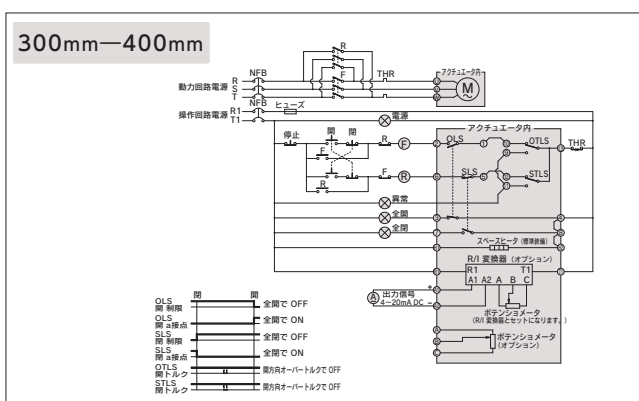 300mm―400mm
R
アクチュエータ内
NFB
F
THR
動力回路電源
R
S
T
M
NFB
操作回路電源
R1
T1
ヒューズ
電源
アクチュエータ内
停止
開 閉
R
F
OLS
OTLS
THR
F
F
R
SLS
STLS
R
異常
全開
全閉
スペースヒータ (標準装備)
R/I 変換器 (オプション)
R1 T1
A1 A2 A B C
A
出力信号
4~20mA DC
+
−
ポテンショメータ
(R/I 変換器とセットになります。)
A
B
C
ポテンショメータ
(オプション)
閉 開
OLS
開 制限
全開で OFF
OLS
開 a接点
全開で ON
SLS
閉 制限
全閉で OFF
SLS
閉 a接点
全閉で ON
OTLS
開トルク
開方向オーバートルクで OFF
STLS
閉トルク
閉方向オーバートルクで OFF